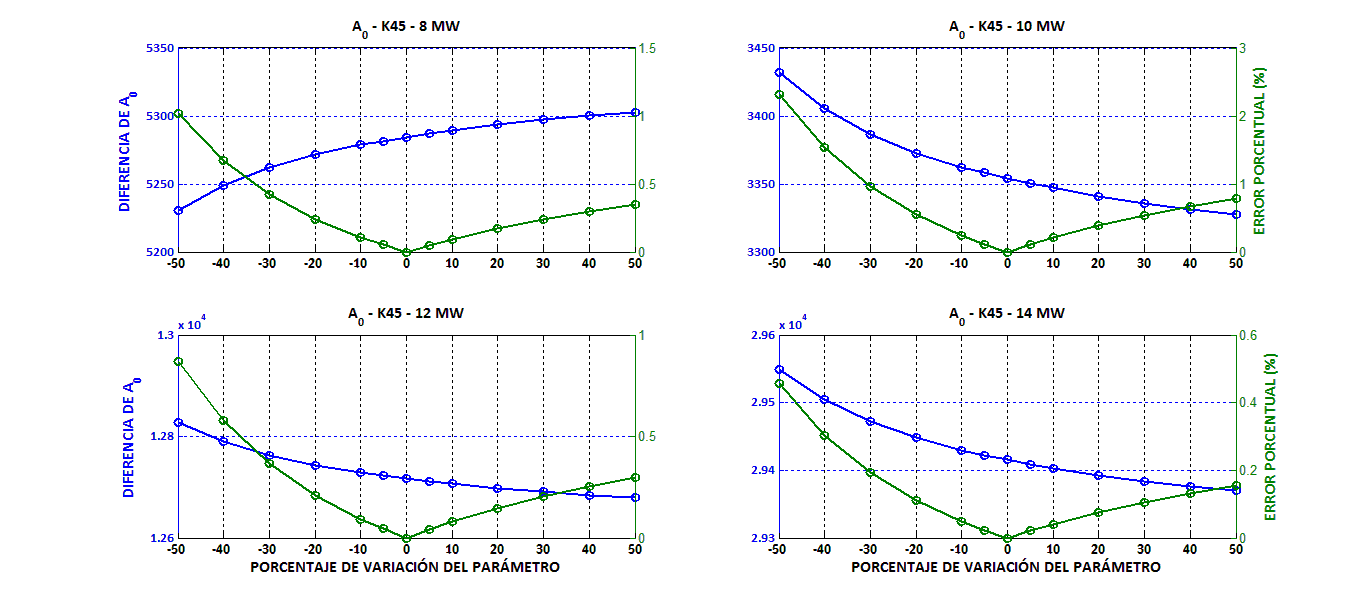 A0 - K45 - 8 MW
DIFERENCIA DE A0
5350
5300
5250
5200
1.5
1
0.5
0
-50 -40 -30 -20 -10 0 10 20 30 40 50
A0 - K45 - 10 MW
3450
3400
3350
3300
3
2
1
0
ERROR PORCENTUAL (%)
-50 -40 -30 -20 -10 0 10 20 30 40 50
A0 - K45 - 12 MW
x 10^4
DIFERENCIA DE A0
1.3
1.28
1.26
1
0.5
0
-50 -40 -30 -20 -10 0 10 20 30 40 50
PORCENTAJE DE VARIACIÓN DEL PARÁMETRO
A0 - K45 - 14 MW
x 10^4
2.96
2.95
2.94
2.93
0.6
0.4
0.2
0
ERROR PORCENTUAL (%)
-50 -40 -30 -20 -10 0 10 20 30 40 50
PORCENTAJE DE VARIACIÓN DEL PARÁMETRO